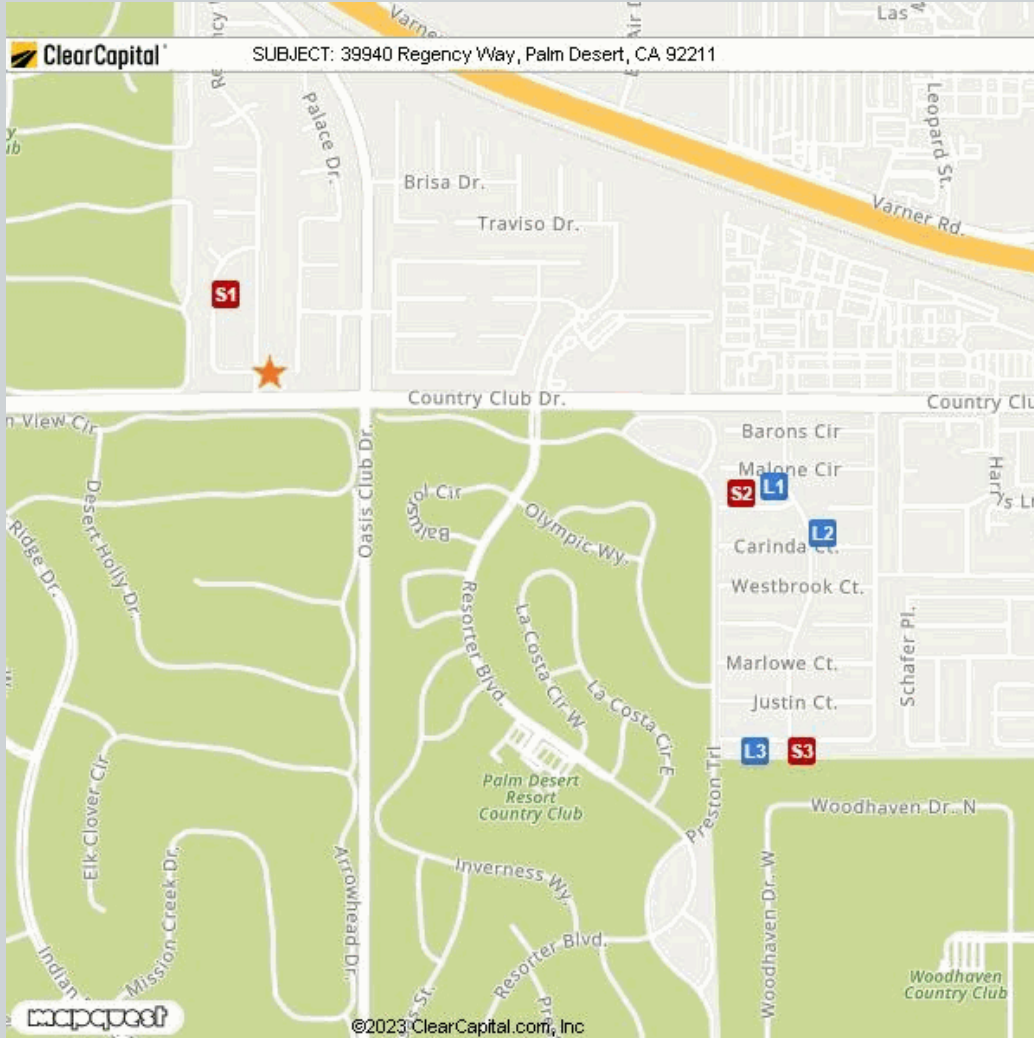 Varner
Las
ClearCapital
SUBJECT: 39940 Regency Way, Palm Desert, CA 92211
Palace Dr.
Leopard St.
Brisa Dr.
Traviso Dr.
Varner Rd.
S1
Country Club Dr.
Country Clu
n View Cir
Barons Cir
Malone Cir
S2
L1
L2
Carinda Ct.
Westbrook Ct.
Desert Holly Dr.
Ridge Dr.
Oasis Club Dr.
Baltusrol Cir
Olympic Wy.
Resorter Blvd.
La Costa Cir W
La Costa Cir E
Marlowe Ct.
Justin Ct.
Schafer Pl.
L3
S3
Preston Trl
Palm Desert
Resort
Country Club
Woodhaven Dr. N
Elk Clover Cir
Mission Creek Dr.
Arrowhead Dr.
Inverness Wy.
Resorter Blvd.
Woodhaven Dr. W
Indian
Woodhaven
Country Club
mapquest
©2023 ClearCapital.com, Inc